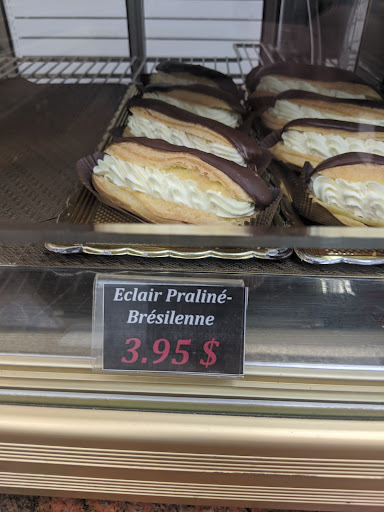 Eclair Praliné-
Brésilenne
3.95 $